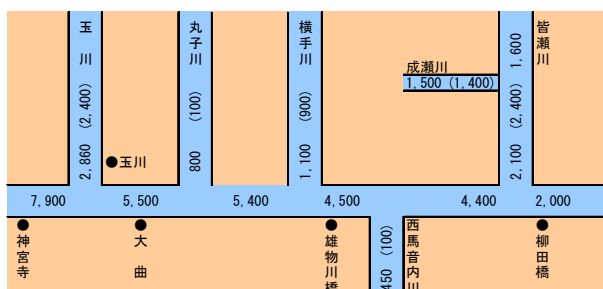 玉川
2,860 (2,400)
●玉川
丸子川
800 (100)
横手川
1,100 (900)
成瀬川
1,500 (1,400)
皆瀬川
1,600
2,100 (2,400)
7,900
5,500
5,400
4,500
4,400
2,000
●神宮寺
●大曲
●雄物川橋
西馬音内川
450 (100)
●柳田橋